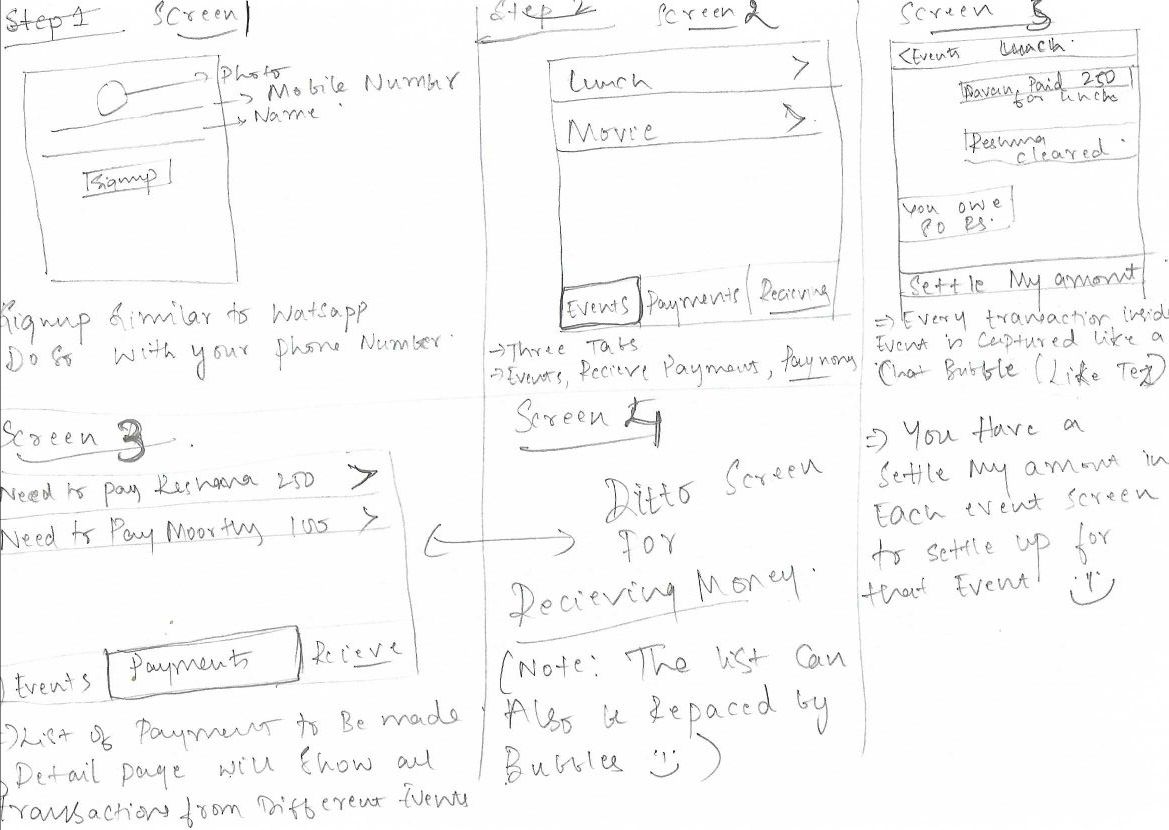 Step 1 Screen 1
Photo
Mobile Number
Name
Signup
Signup Similar to Watsapp
Do so with your phone Number.
Step 2 Screen 2
Lunch >
Movie >
Events Payments Recieving
→ Three Tabs
→ Events, Recieve Payment,
Screen 5
< Events Lunch.
Pavan Paid 250
for lunch
Reshma
cleared.
You owe
80 Rs.
Settle My amont
⇒ Every transaction inside
Event is Captured like a
Chat Bubble (Like Text)
⇒ You Have a
Settle My amont in
Each event screen
to settle up for
that Event
Screen 3
Need to pay Reshma 250 >
Need to Pay Moorthy 100 >
Events Payments Recieve
List of Payment to Be made
Detail page will show all
Transactions from Different Events
Screen 4
Ditto Screen
For
Recieving Money.
(Note: The list Can
Also be Repaced by
Bubbles )